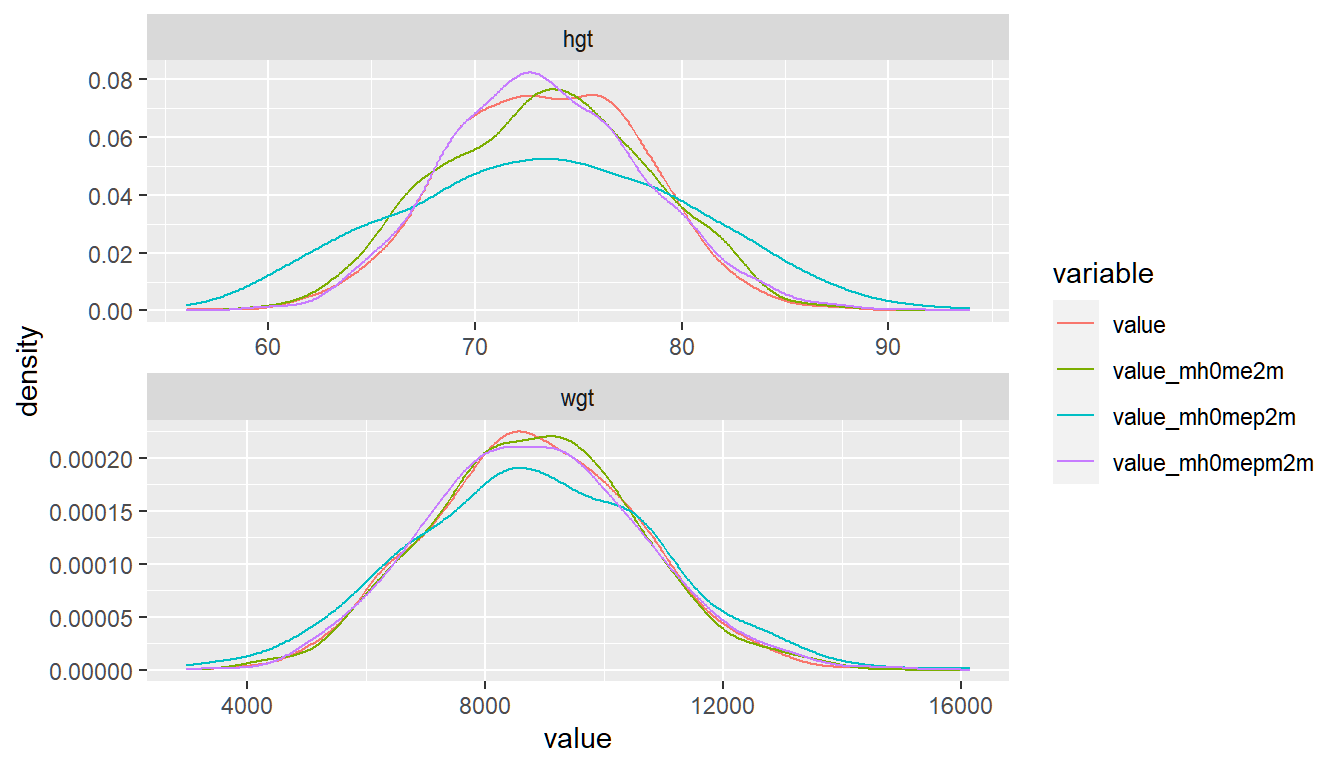 hgt
0.08
0.06
0.04
0.02
0.00
60 70 80 90
wgt
0.00020
0.00015
0.00010
0.00005
0.00000
4000 8000 12000 16000
value
density
variable
value
value_mh0me2m
value_mh0mep2m
value_mh0mepm2m